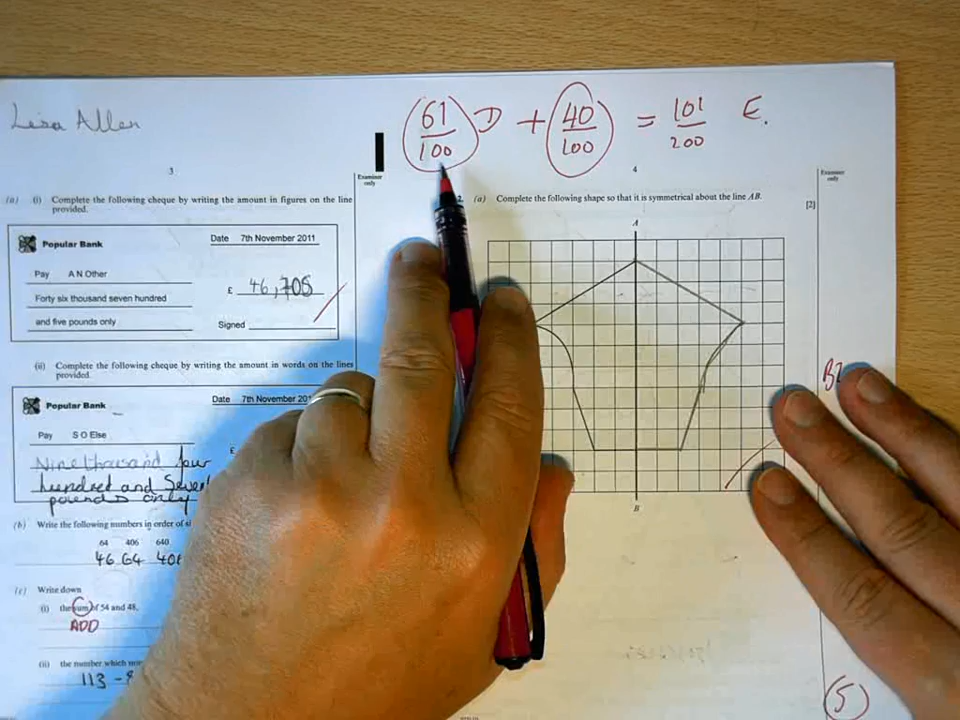 Lisa Allen
61/100 D + 40/100 = 101/200 E.
3
Examiner only
(a) (i) Complete the following cheque by writing the amount in figures on the line provided.
Popular Bank
Date 7th November 2011
Pay A N Other
Forty six thousand seven hundred
£ 46,705
and five pounds only
Signed
(ii) Complete the following cheque by writing the amount in words on the lines provided.
Popular Bank
Date 7th November 201
Pay S O Else
£
Nine thousand four
hundred and Seven
pounds only
(b) Write the following numbers in order of si
64 406 640
46 64 406
(c) Write down
(i) the sum of 54 and 48,
ADD
(ii) the number which
113 -
4
Examiner only
2. (a) Complete the following shape so that it is symmetrical about the line AB.
[2]
A
B
B2
5